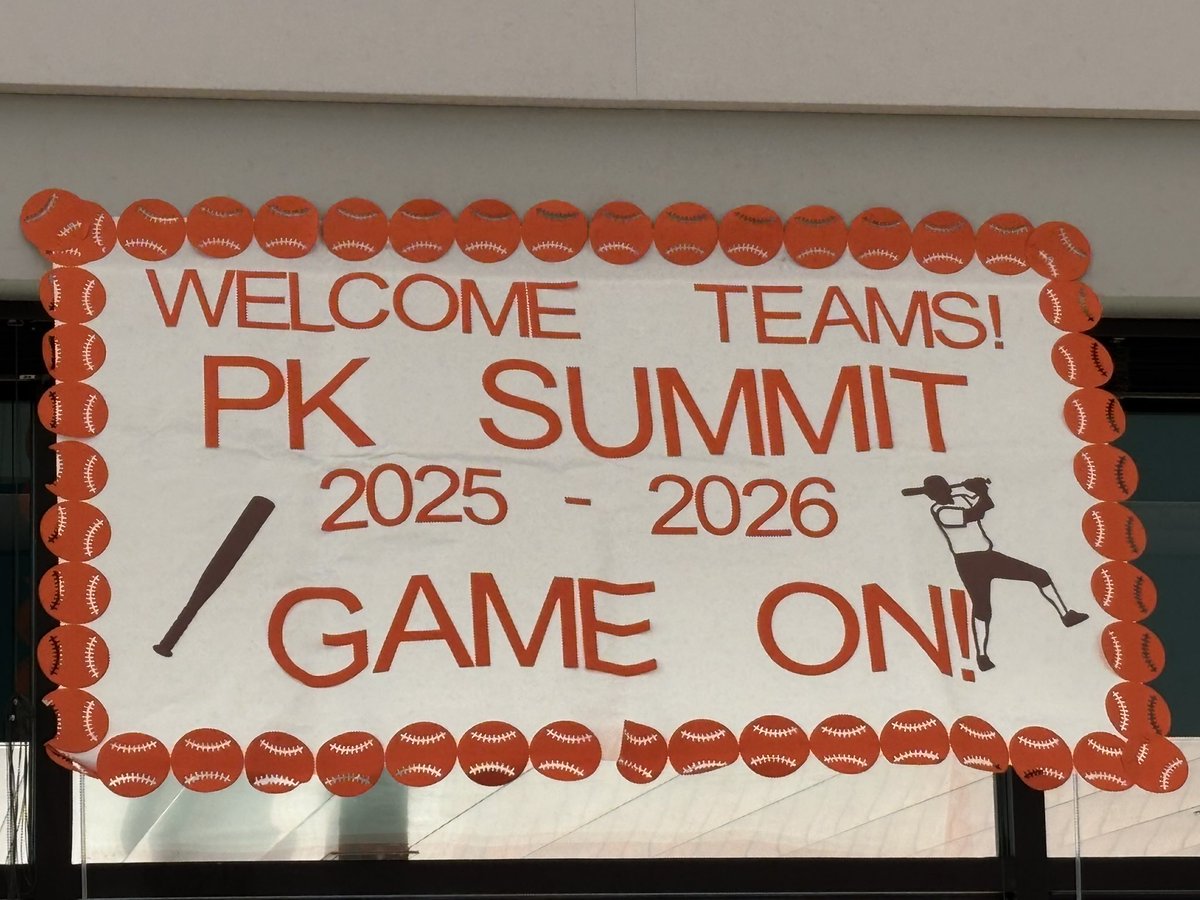 WELCOME TEAMS!
PK SUMMIT
2025 - 2026
GAME ON!